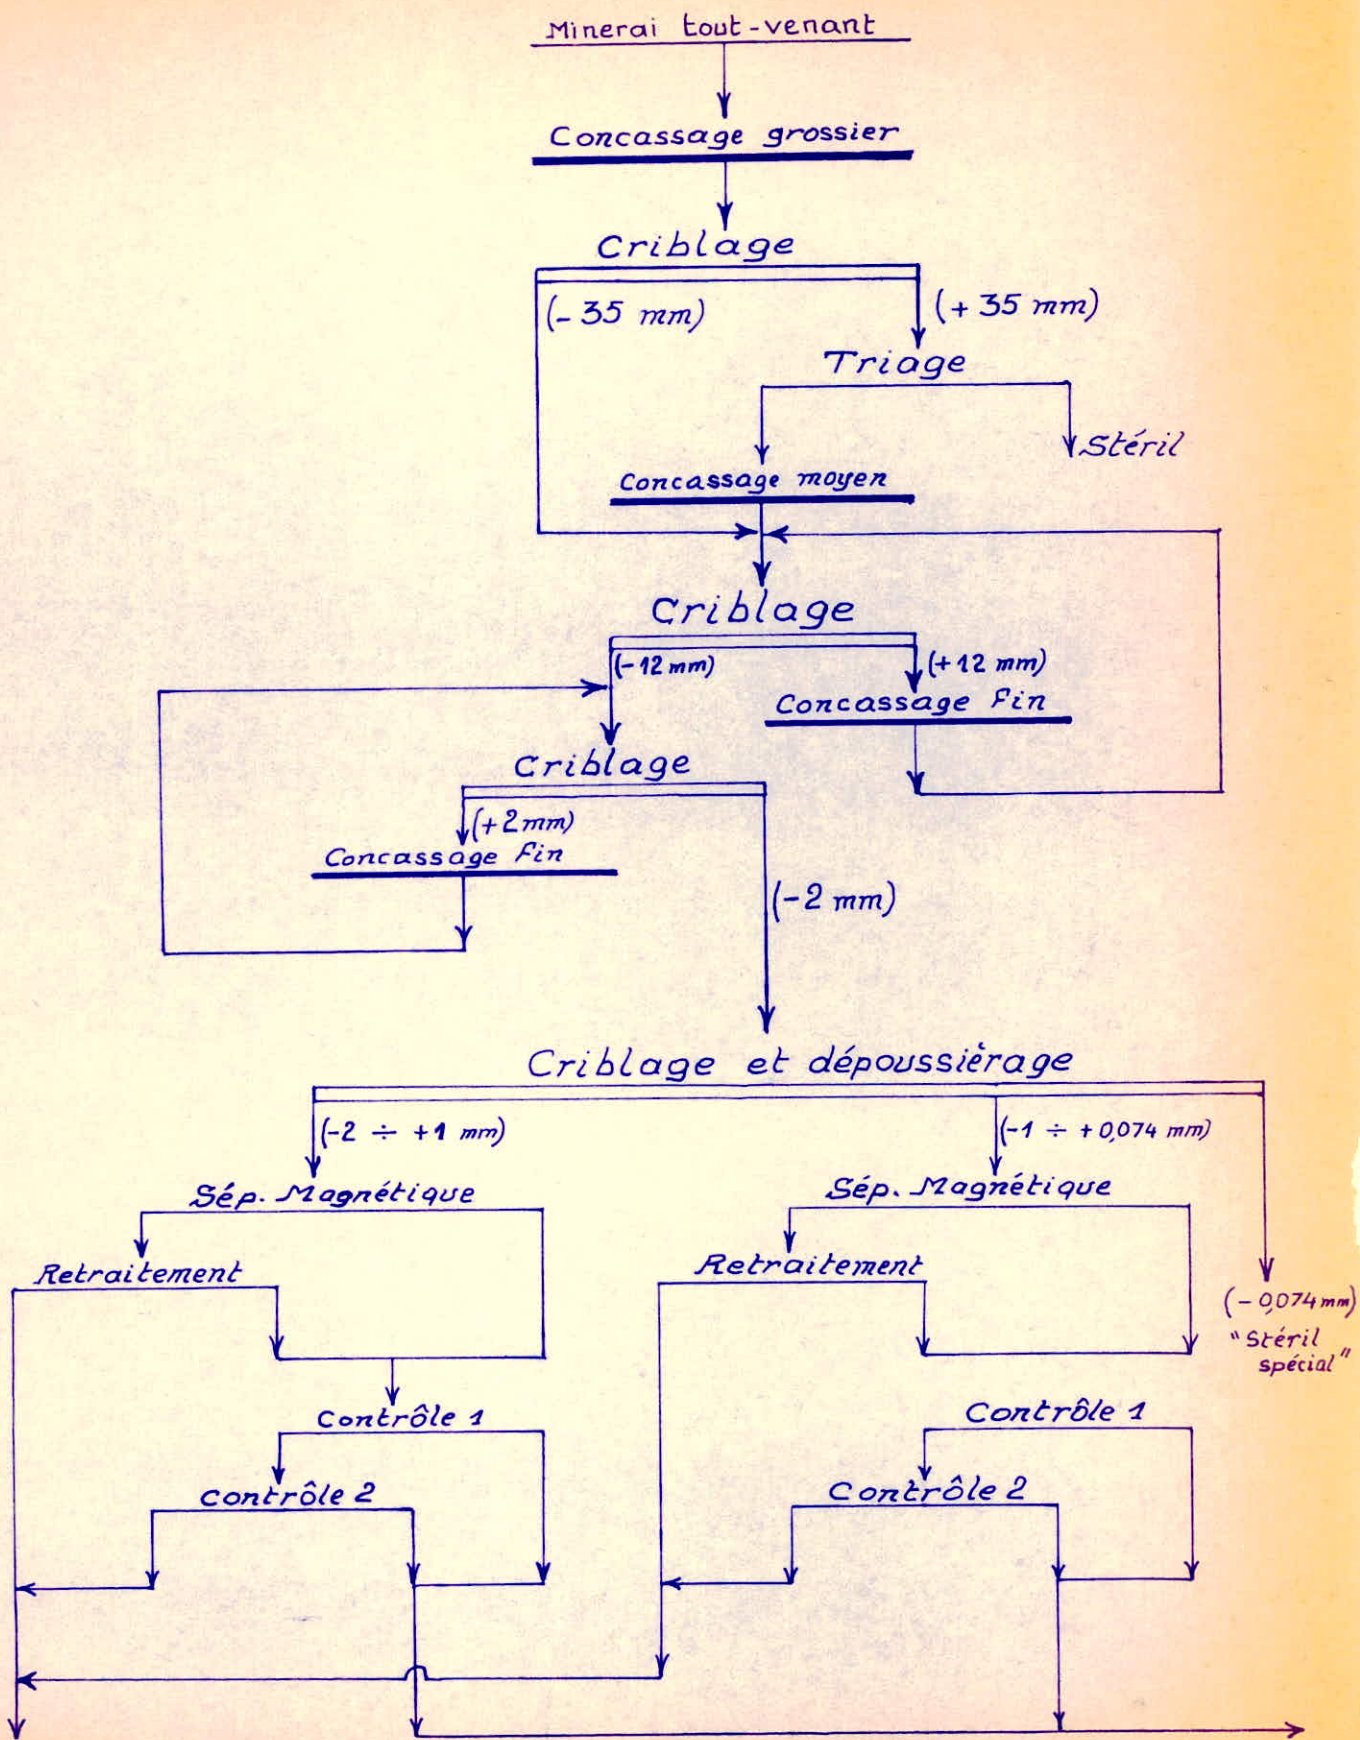 Minerai tout-venant
Concassage grossier
Criblage
(- 35 mm)
(+ 35 mm)
Triage
Stéril
Concassage moyen
Criblage
(-12 mm)
(+12 mm)
Concassage Fin
Criblage
(+2 mm)
Concassage Fin
(-2 mm)
Criblage et dépoussièrage
(-2 ÷ +1 mm)
(-1 ÷ +0,074 mm)
Sép. Magnétique
Sép. Magnétique
Retraitement
Retraitement
(- 0,074 mm)
"Stéril
spécial"
Contrôle 1
Contrôle 1
Contrôle 2
Contrôle 2